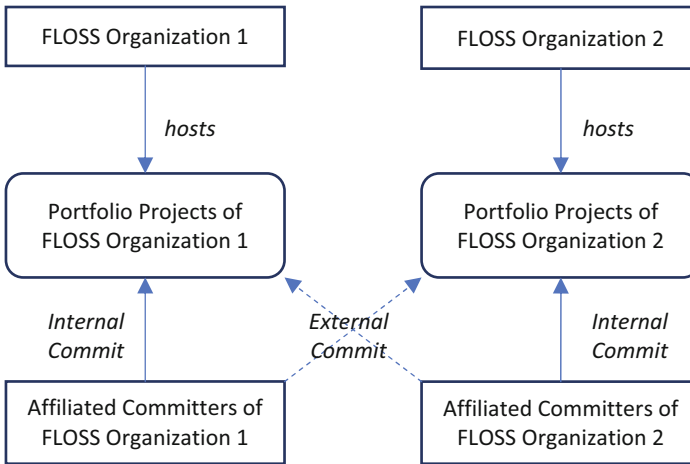 FLOSS Organization 1
FLOSS Organization 2
hosts
hosts
Portfolio Projects of
FLOSS Organization 1
Portfolio Projects of
FLOSS Organization 2
Internal
Commit
External
Commit
Internal
Commit
Affiliated Committers of
FLOSS Organization 1
Affiliated Committers of
FLOSS Organization 2